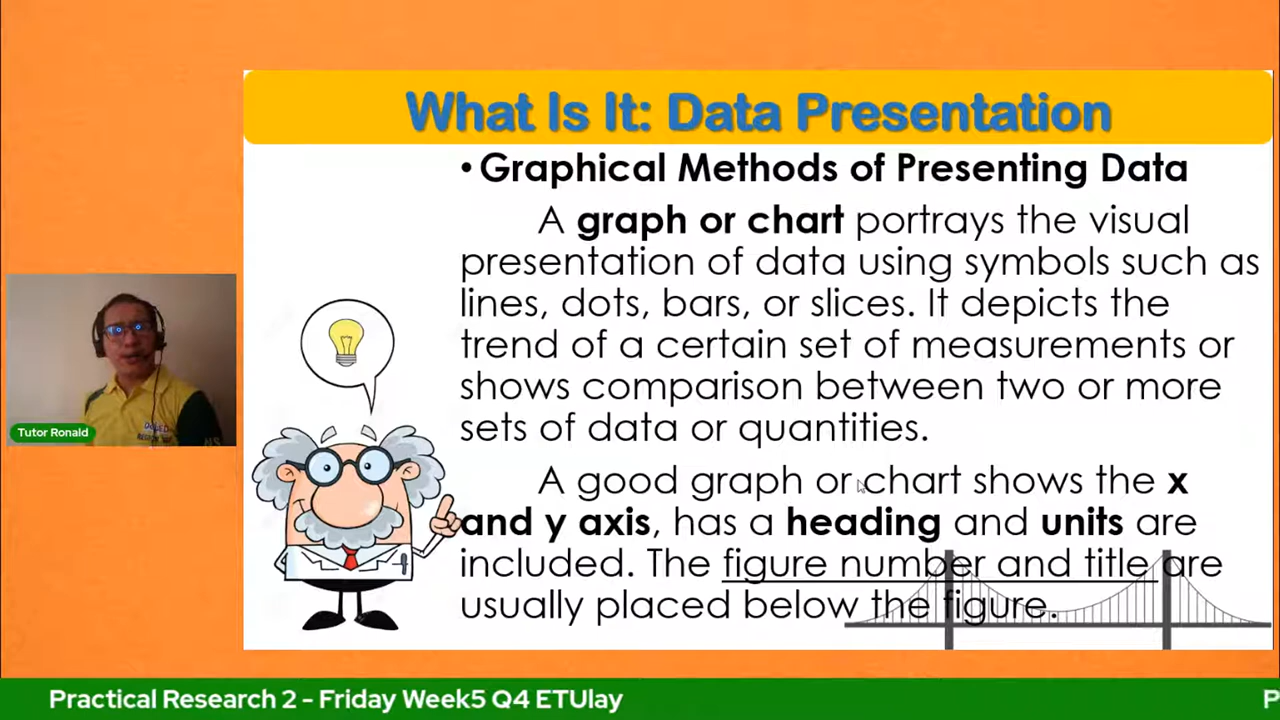 What Is It: Data Presentation
• Graphical Methods of Presenting Data
A graph or chart portrays the visual
presentation of data using symbols such as
lines, dots, bars, or slices. It depicts the
trend of a certain set of measurements or
shows comparison between two or more
sets of data or quantities.
A good graph or chart shows the x
and y axis, has a heading and units are
included. The figure number and title are
usually placed below the figure.
Tutor Ronald
Practical Research 2 - Friday Week5 Q4 ETUlay
P